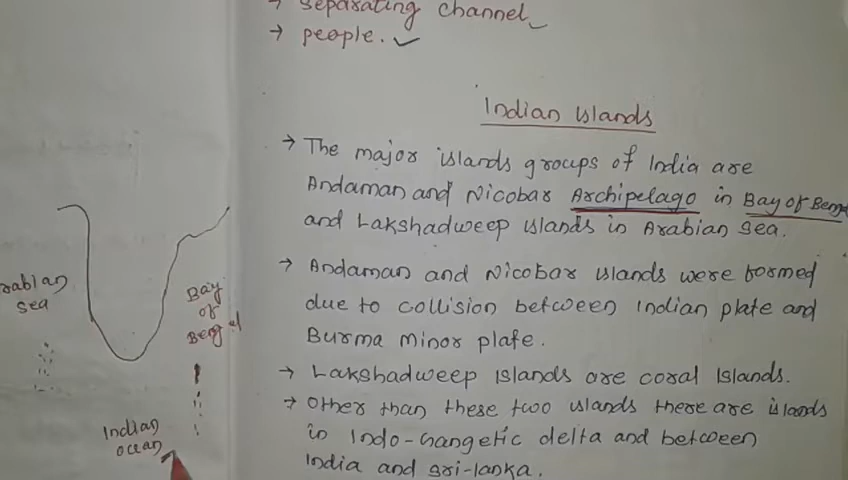 → separating channel
→ people.
Indian islands
→ The major islands groups of India are
Andaman and Nicobar Archipelago in Bay of Beng
and Lakshadweep islands in Arabian sea.
→ Andaman and Nicobar islands were formed
due to collision between Indian plate and
Burma minor plate.
→ Lakshadweep islands are coral islands.
→ other than these two islands there are islands
in Indo-Gangetic delta and between
India and sri-lanka.
rabian
sea
Bay
of
Bengal
Indian
ocean